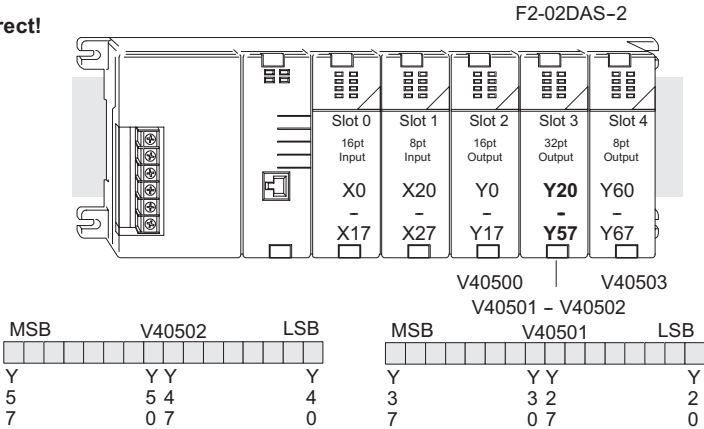 rect!
F2-02DAS-2
Slot 0 Slot 1 Slot 2 Slot 3 Slot 4
16pt Input 8pt Input 16pt Output 32pt Output 8pt Output
X0 X20 Y0 Y20 Y60
- - - - -
X17 X27 Y17 Y57 Y67
V40500 V40503
V40501 - V40502
MSB V40502 LSB MSB V40501 LSB
Y Y Y Y Y Y Y Y
5 5 4 4 3 3 2 2
7 0 7 0 7 0 7 0